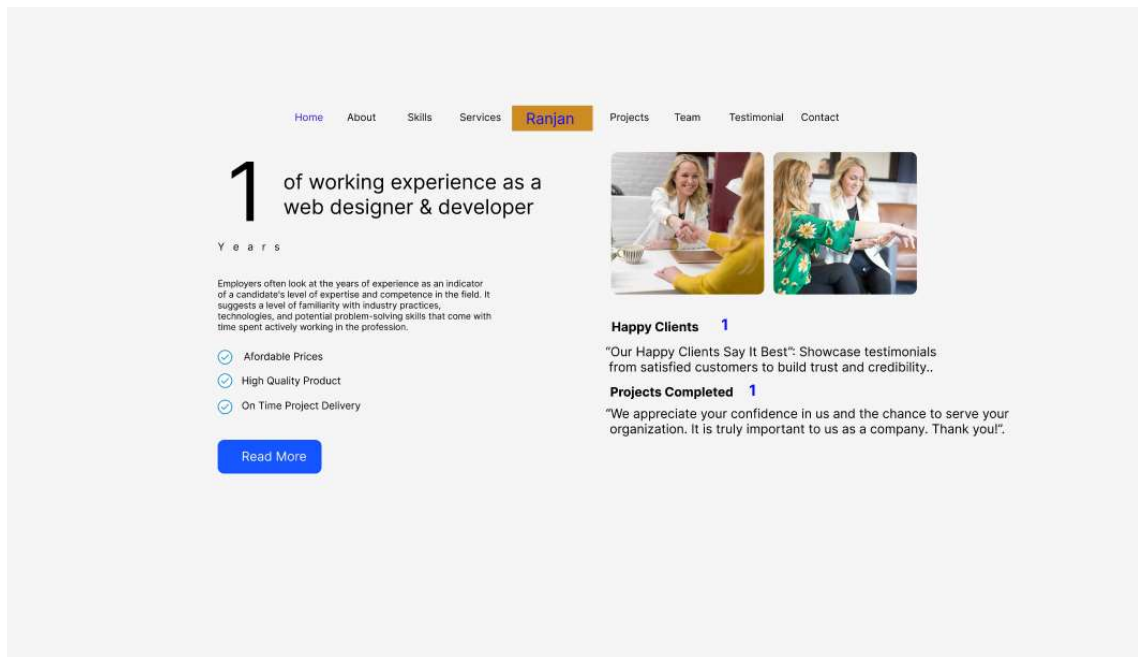 Home About Skills Services Ranjan Projects Team Testimonial Contact
1
of working experience as a
web designer & developer
Years
Employers often look at the years of experience as an indicator
of a candidate's level of expertise and competence in the field. It
suggests a level of familiarity with industry practices,
technologies, and potential problem-solving skills that come with
time spent actively working in the profession.
Afordable Prices
High Quality Product
On Time Project Delivery
Read More
Happy Clients 1
“Our Happy Clients Say It Best”: Showcase testimonials
from satisfied customers to build trust and credibility..
Projects Completed 1
“We appreciate your confidence in us and the chance to serve your
organization. It is truly important to us as a company. Thank you!”.